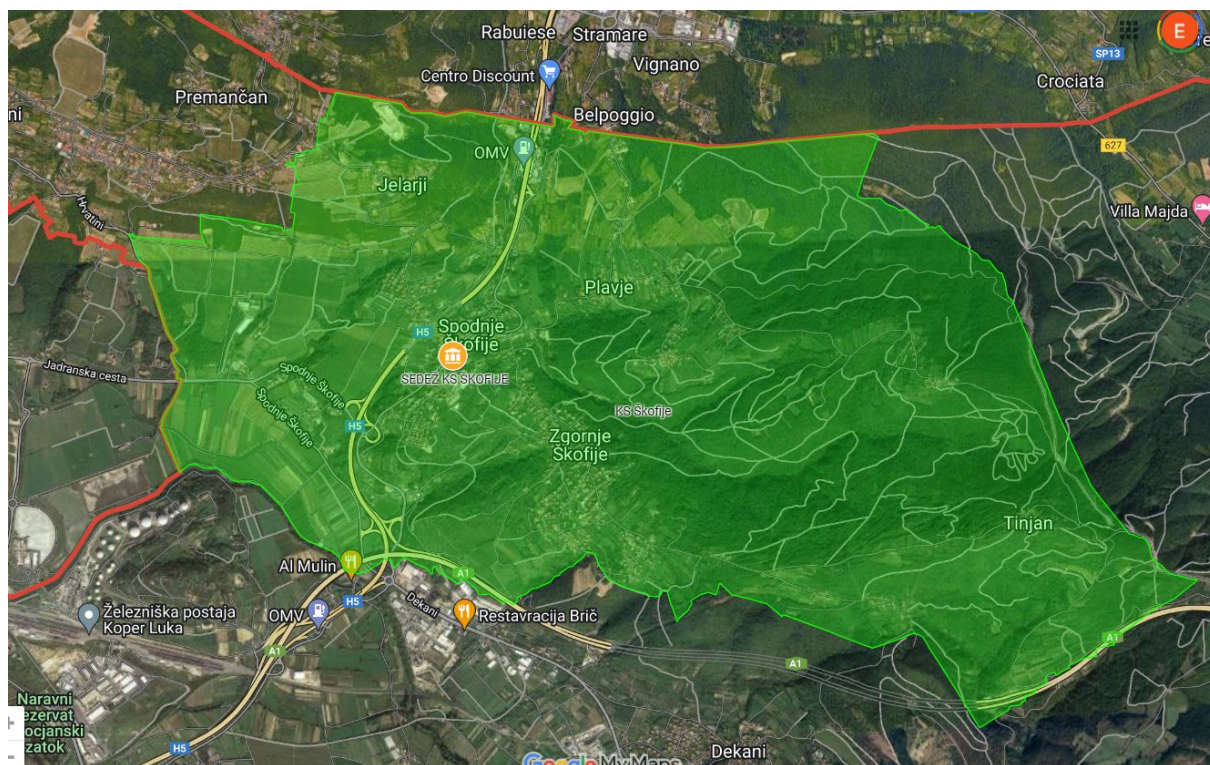 Rabuiese
Stramare
Vignano
E
SP13
Centro Discount
Crociata
Premančan
Belpoggio
OMV
627
Jelarji
Hrvatini
Villa Majda
Plavje
H5
Spodnje
Škofije
SEDEŽ KS ŠKOFIJE
Jadranska cesta
Spodnje Škofije
Spodnje Škofije
KS Škofije
H5
Zgornje
Škofije
Tinjan
Al Mulin
A1
H5
Dekani
Železniška postaja
Koper Luka
OMV
Restavracija Brič
A1
A1
A1
Naravni
H5
Dekani
Google My Maps